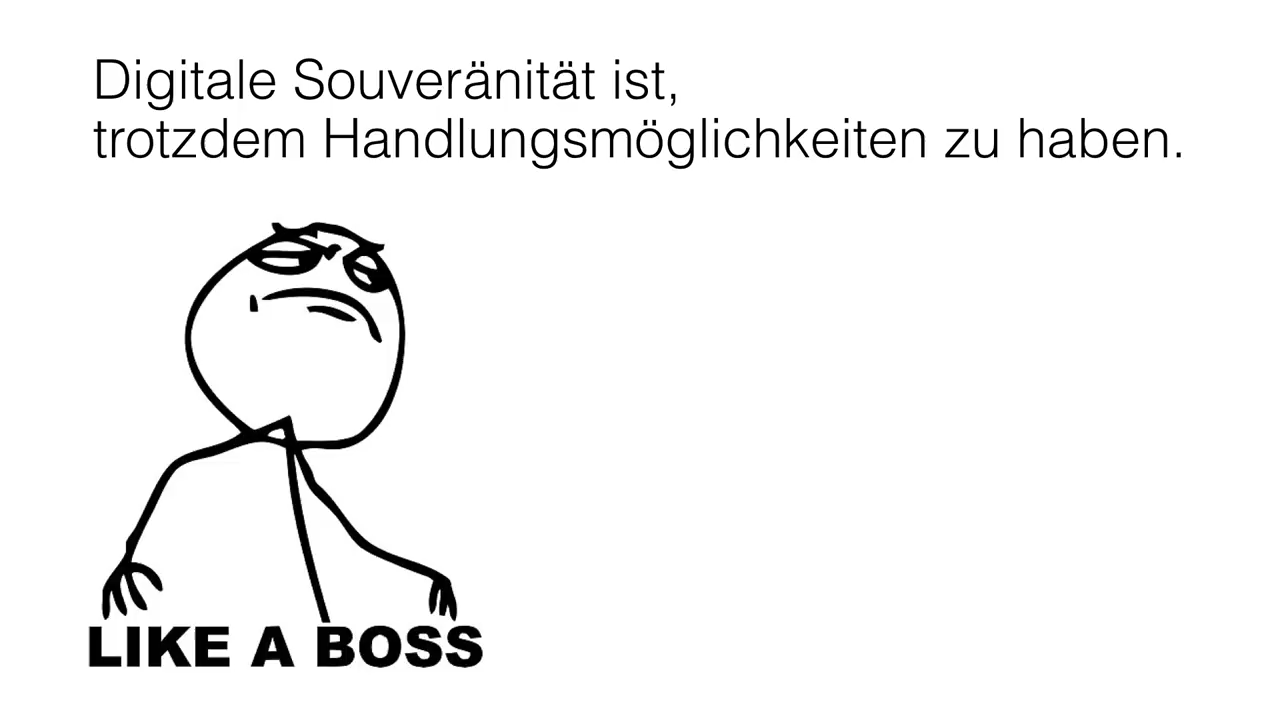 Digitale Souveränität ist,
trotzdem Handlungsmöglichkeiten zu haben.
LIKE A BOSS